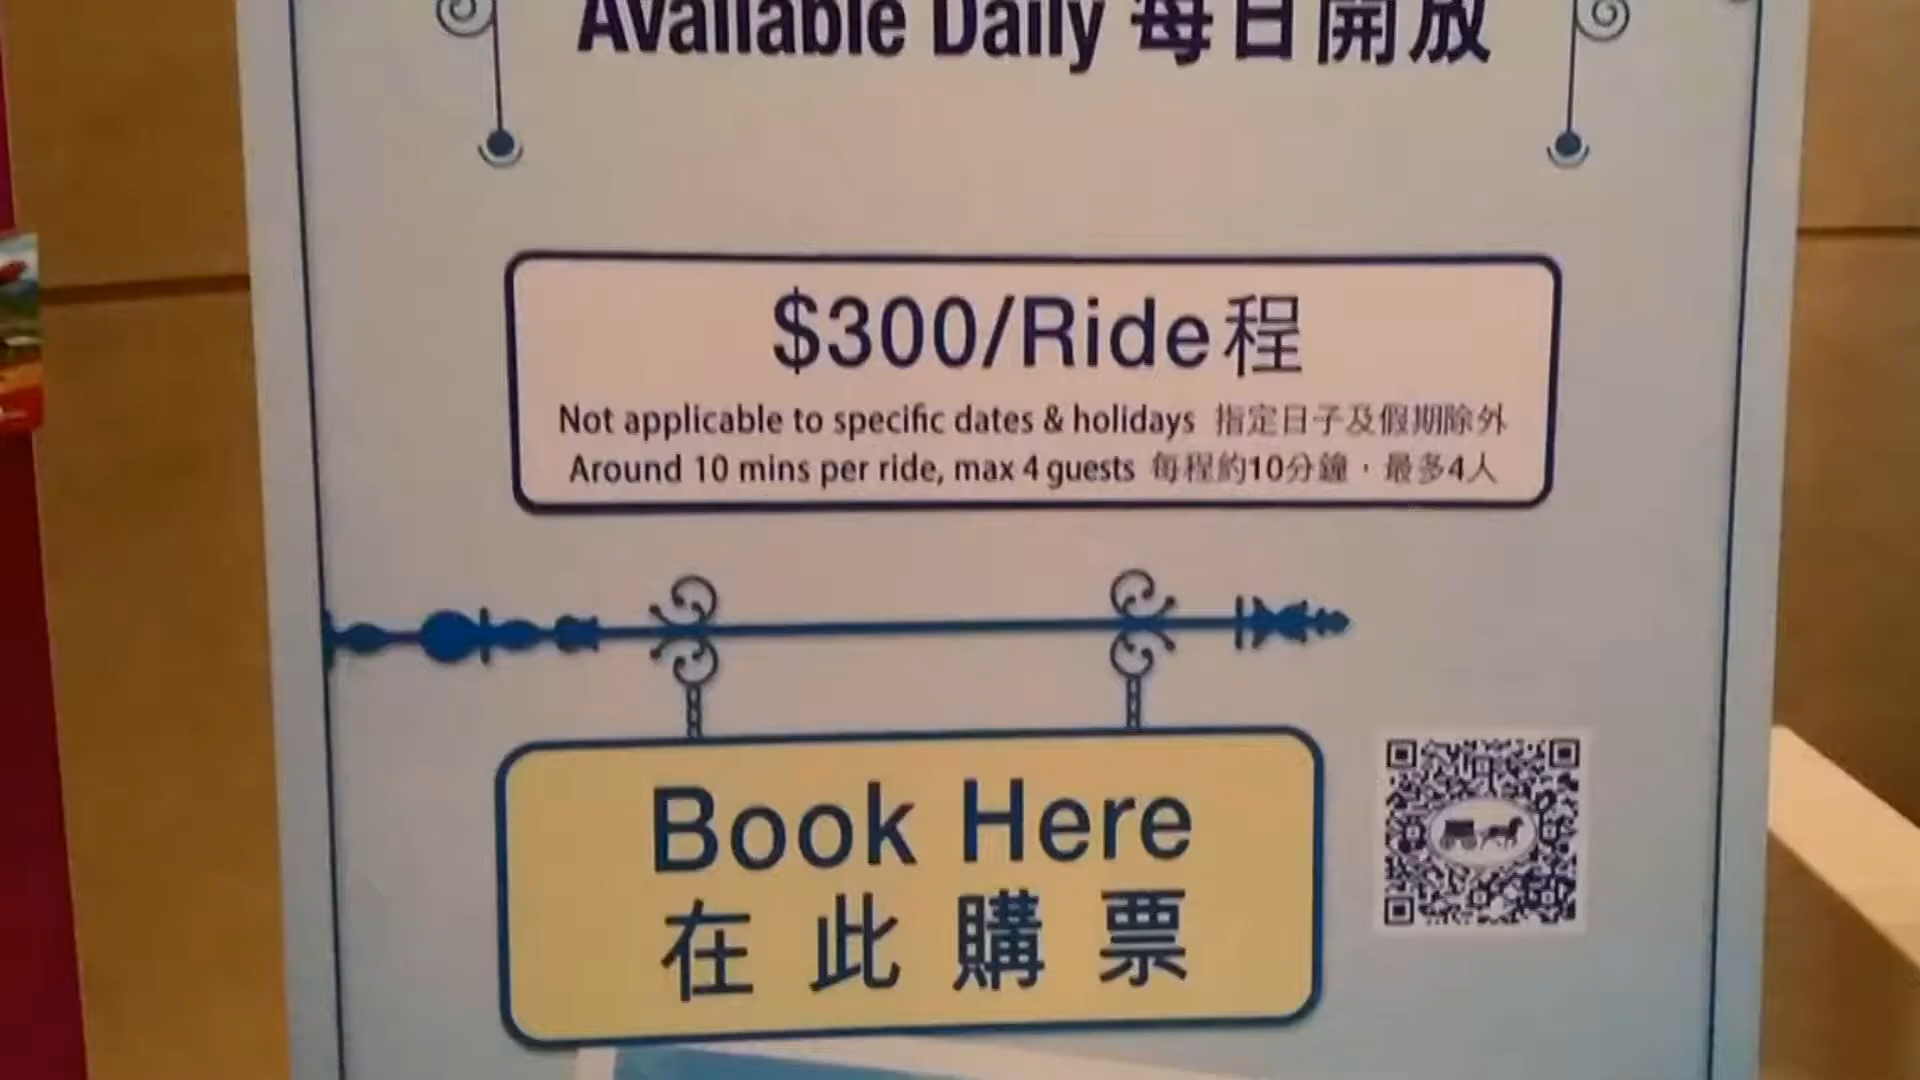 Available Daily 每日開放
$300/Ride程
Not applicable to specific dates & holidays 指定日子及假期除外
Around 10 mins per ride, max 4 guests 每程約10分鐘，最多4人
Book Here
在此購票